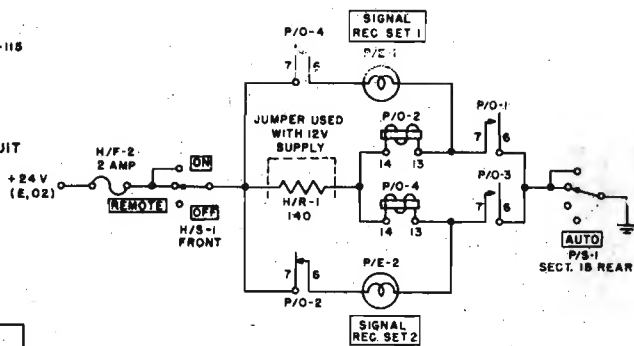 -115
UIT
+24V
(E,02)
H/F-2
2 AMP
REMOTE
ON
OFF
H/S-1
FRONT
P/O-4
7 6
SIGNAL
REC SET 1
P/E-1
JUMPER USED
WITH 12V
SUPPLY
H/R-1
140
P/O-2
14 13
P/O-4
14 13
P/O-1
7 6
P/O-3
7 6
7 6
P/O-2
P/E-2
SIGNAL
REC. SET 2
AUTO
P/S-1
SECT. 1B REAR